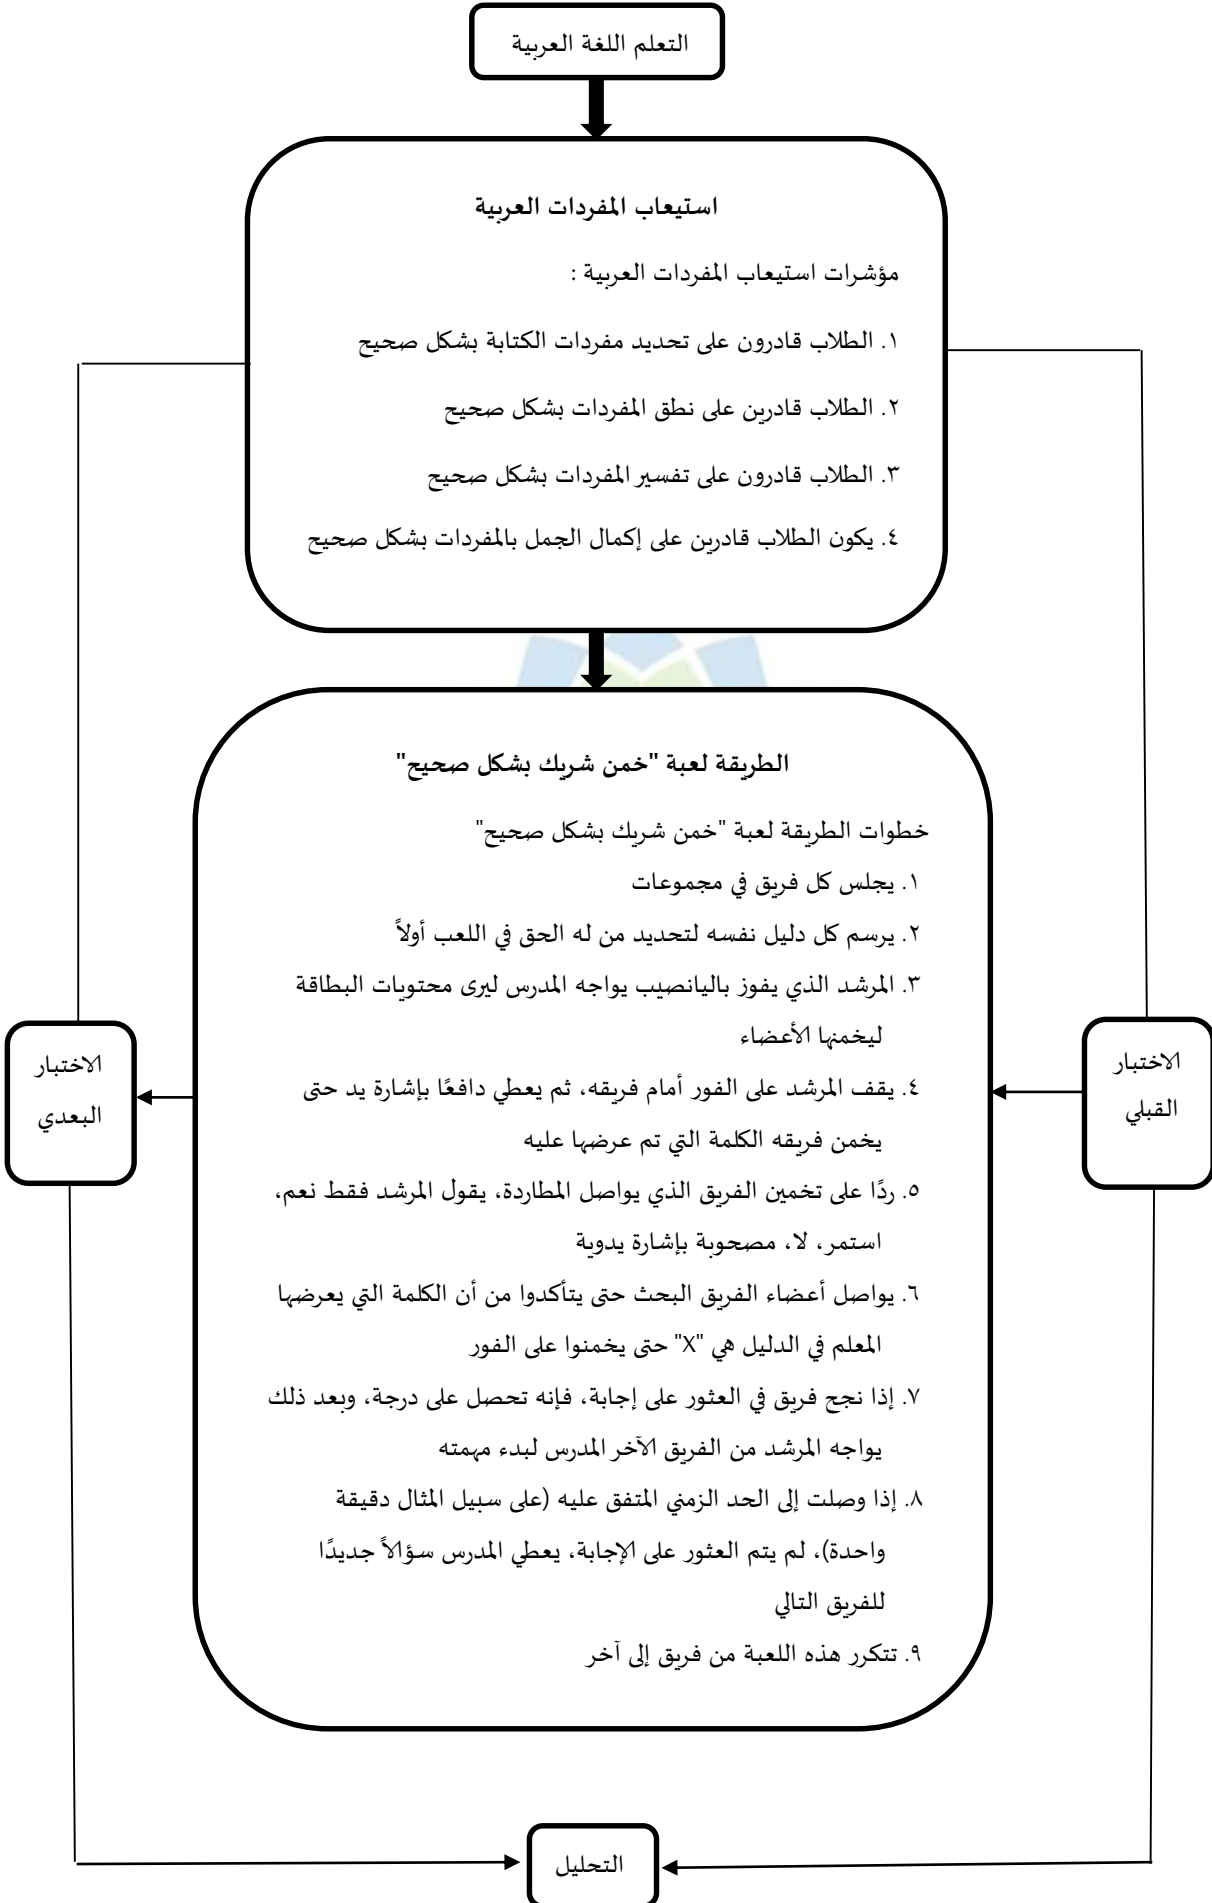 التعلم اللغة العربية
استيعاب المفردات العربية
مؤشرات استيعاب المفردات العربية :
١. الطلاب قادرون على تحديد مفردات الكتابة بشكل صحيح
٢. الطلاب قادرين على نطق المفردات بشكل صحيح
٣. الطلاب قادرون على تفسير المفردات بشكل صحيح
٤. يكون الطلاب قادرين على إكمال الجمل بالمفردات بشكل صحيح
الطريقة لعبة "خمن شريك بشكل صحيح"
خطوات الطريقة لعبة "خمن شريك بشكل صحيح"
١. يجلس كل فريق في مجموعات
٢. يرسم كل دليل نفسه لتحديد من له الحق في اللعب أولاً
٣. المرشد الذي يفوز باليانصيب يواجه المدرس ليرى محتويات البطاقة
ليخمنها الأعضاء
٤. يقف المرشد على الفور أمام فريقه، ثم يعطي دافعًا بإشارة يد حتى
يخمن فريقه الكلمة التي تم عرضها عليه
٥. ردًا على تخمين الفريق الذي يواصل المطاردة، يقول المرشد فقط نعم،
استمر، لا، مصحوبة بإشارة يدوية
٦. يواصل أعضاء الفريق البحث حتى يتأكدوا من أن الكلمة التي يعرضها
المعلم في الدليل هي "X" حتى يخمنوا على الفور
٧. إذا نجح فريق في العثور على إجابة، فإنه تحصل على درجة، وبعد ذلك
يواجه المرشد من الفريق الآخر المدرس لبدء مهمته
٨. إذا وصلت إلى الحد الزمني المتفق عليه (على سبيل المثال دقيقة
واحدة)، لم يتم العثور على الإجابة، يعطي المدرس سؤالاً جديدًا
للفريق التالي
٩. تتكرر هذه اللعبة من فريق إلى آخر
الاختبار
القبلي
الاختبار
البعدي
التحليل